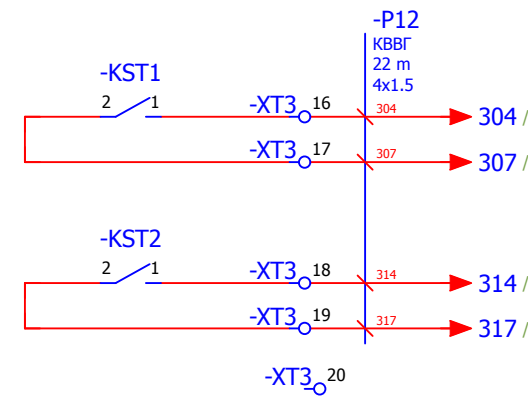 -P12
КВВГ
22 m
4x1.5
-KST1
2 1
-XT3 16 304 304 /
-XT3 17 307 307 /
-KST2
2 1
-XT3 18 314 314 /
-XT3 19 317 317 /
-XT3 20